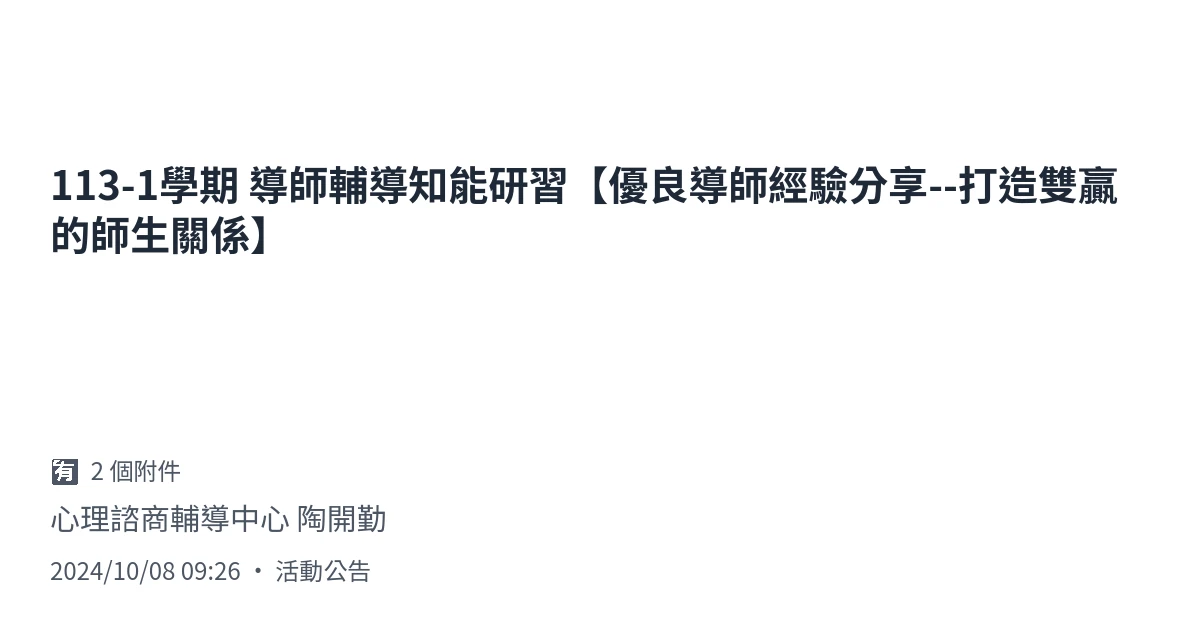 113-1學期 導師輔導知能研習【優良導師經驗分享--打造雙贏
的師生關係】
有 2 個附件
心理諮商輔導中心 陶開勤
2024/10/08 09:26 • 活動公告